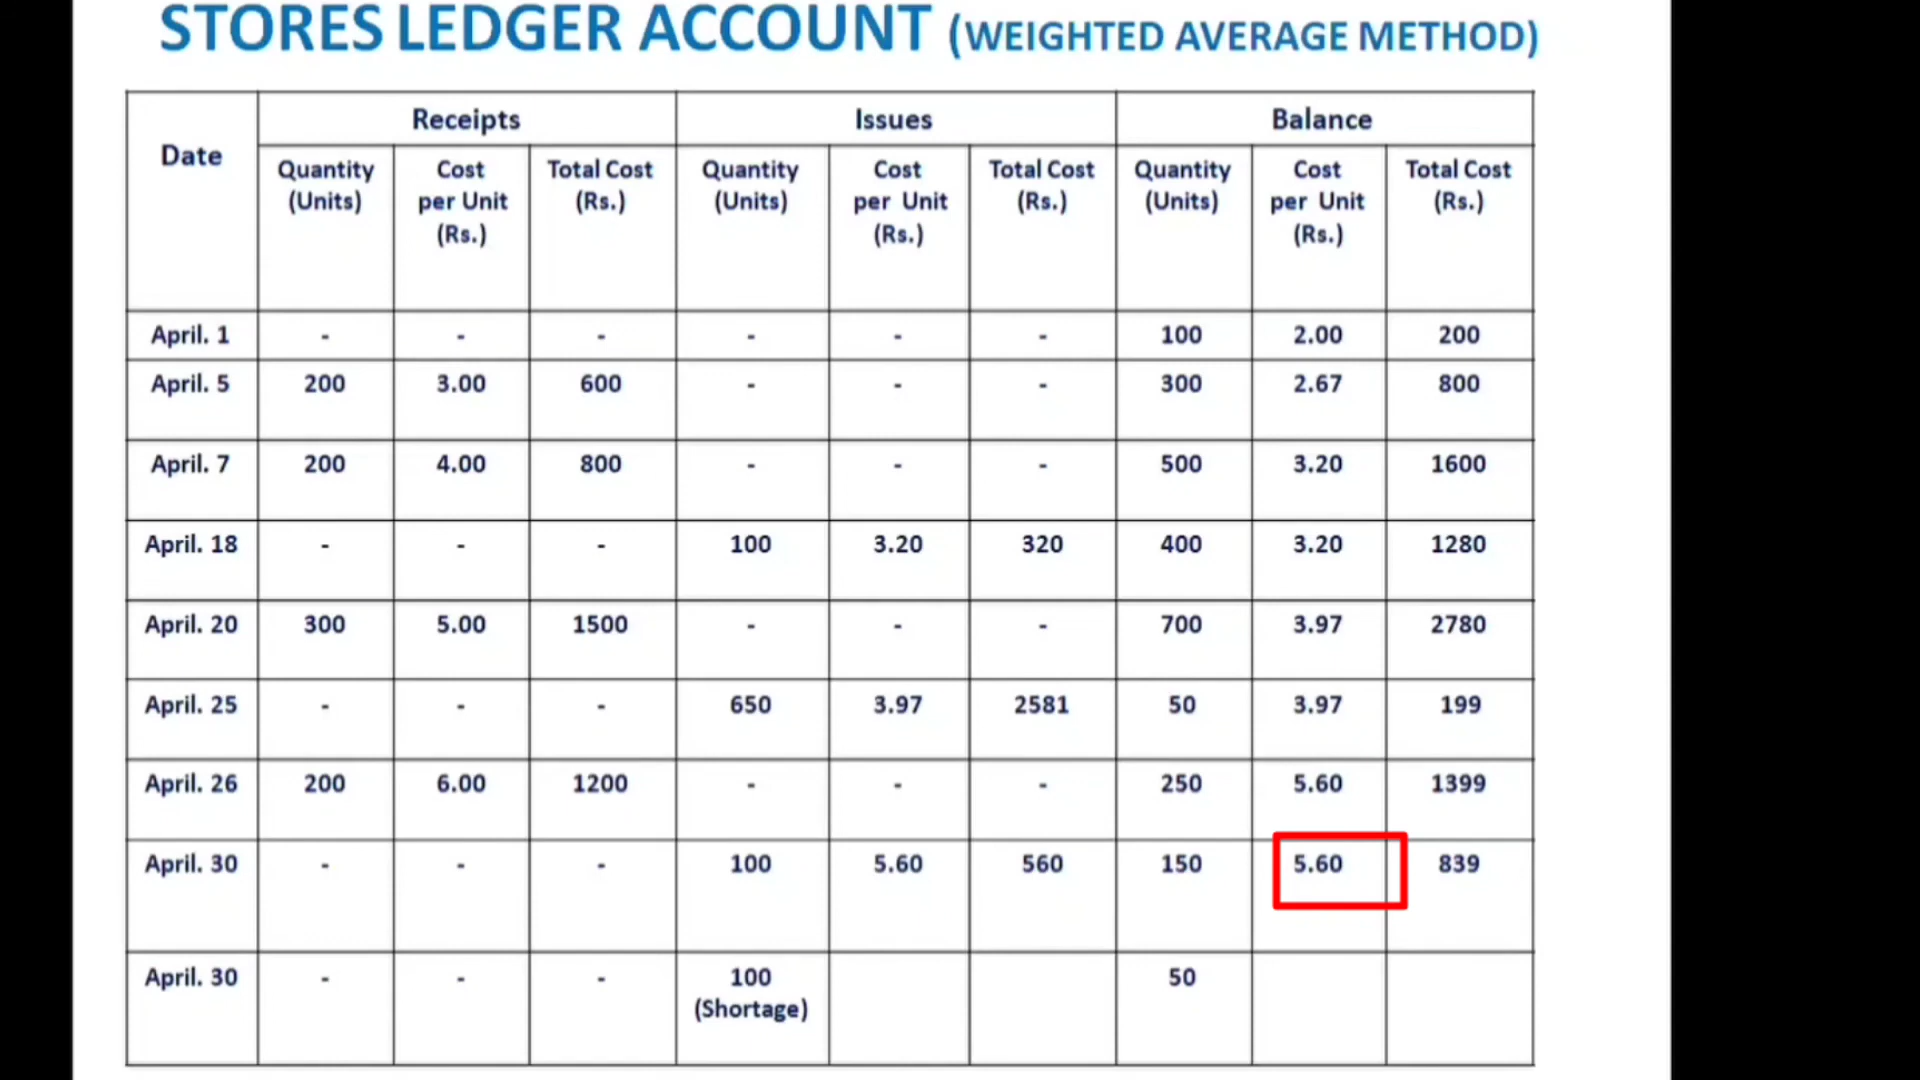 STORES LEDGER ACCOUNT (WEIGHTED AVERAGE METHOD)
Date Receipts Issues Balance
Quantity (Units) Cost per Unit (Rs.) Total Cost (Rs.) Quantity (Units) Cost per Unit (Rs.) Total Cost (Rs.) Quantity (Units) Cost per Unit (Rs.) Total Cost (Rs.)
April. 1 - - - - - - 100 2.00 200
April. 5 200 3.00 600 - - - 300 2.67 800
April. 7 200 4.00 800 - - - 500 3.20 1600
April. 18 - - - 100 3.20 320 400 3.20 1280
April. 20 300 5.00 1500 - - - 700 3.97 2780
April. 25 - - - 650 3.97 2581 50 3.97 199
April. 26 200 6.00 1200 - - - 250 5.60 1399
April. 30 - - - 100 5.60 560 150 5.60 839
April. 30 - - - 100 50
(Shortage)